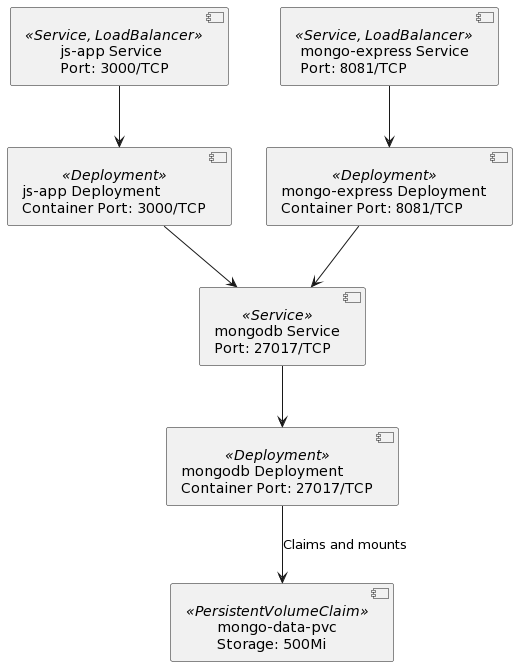 «Service, LoadBalancer»
js-app Service
Port: 3000/TCP
«Service, LoadBalancer»
mongo-express Service
Port: 8081/TCP
«Deployment»
js-app Deployment
Container Port: 3000/TCP
«Deployment»
mongo-express Deployment
Container Port: 8081/TCP
«Service»
mongodb Service
Port: 27017/TCP
«Deployment»
mongodb Deployment
Container Port: 27017/TCP
Claims and mounts
«PersistentVolumeClaim»
mongo-data-pvc
Storage: 500Mi